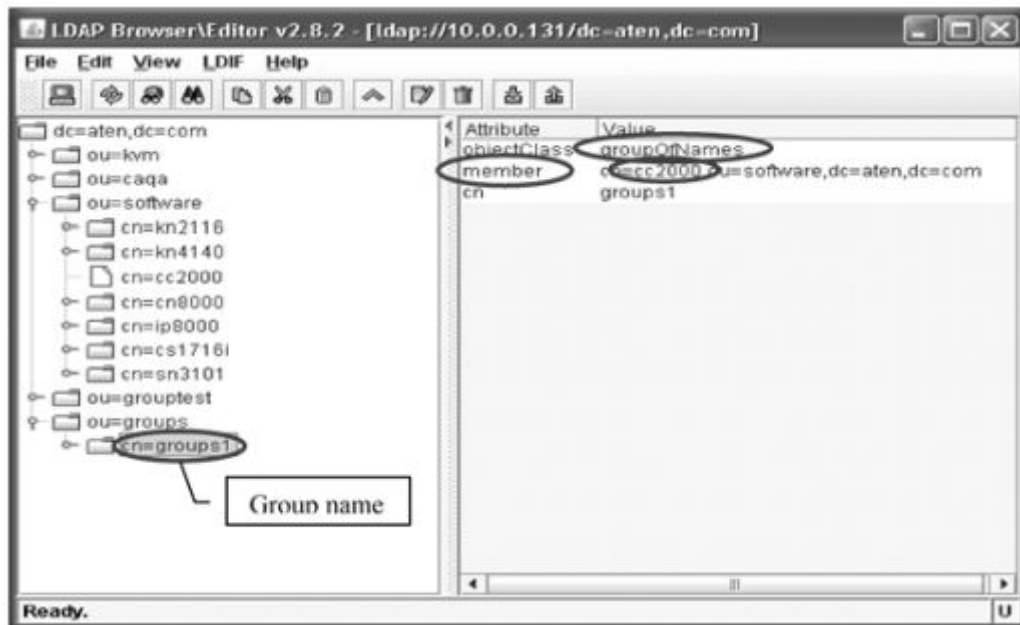 LDAP Browser\Editor v2.8.2 - [ldap://10.0.0.131/dc=aten,dc=com]
File Edit View LDIF Help
dc=aten,dc=com
ou=kvm
ou=caqa
ou=software
cn=kn2116
cn=kn4140
cn=cc2000
cn=cn8000
cn=ip8000
cn=cs1716i
cn=sn3101
ou=grouptest
ou=groups
cn=groups1
Group name
Attribute Value
objectClass groupOfNames
member cn=cc2000,ou=software,dc=aten,dc=com
cn groups1
Ready. U